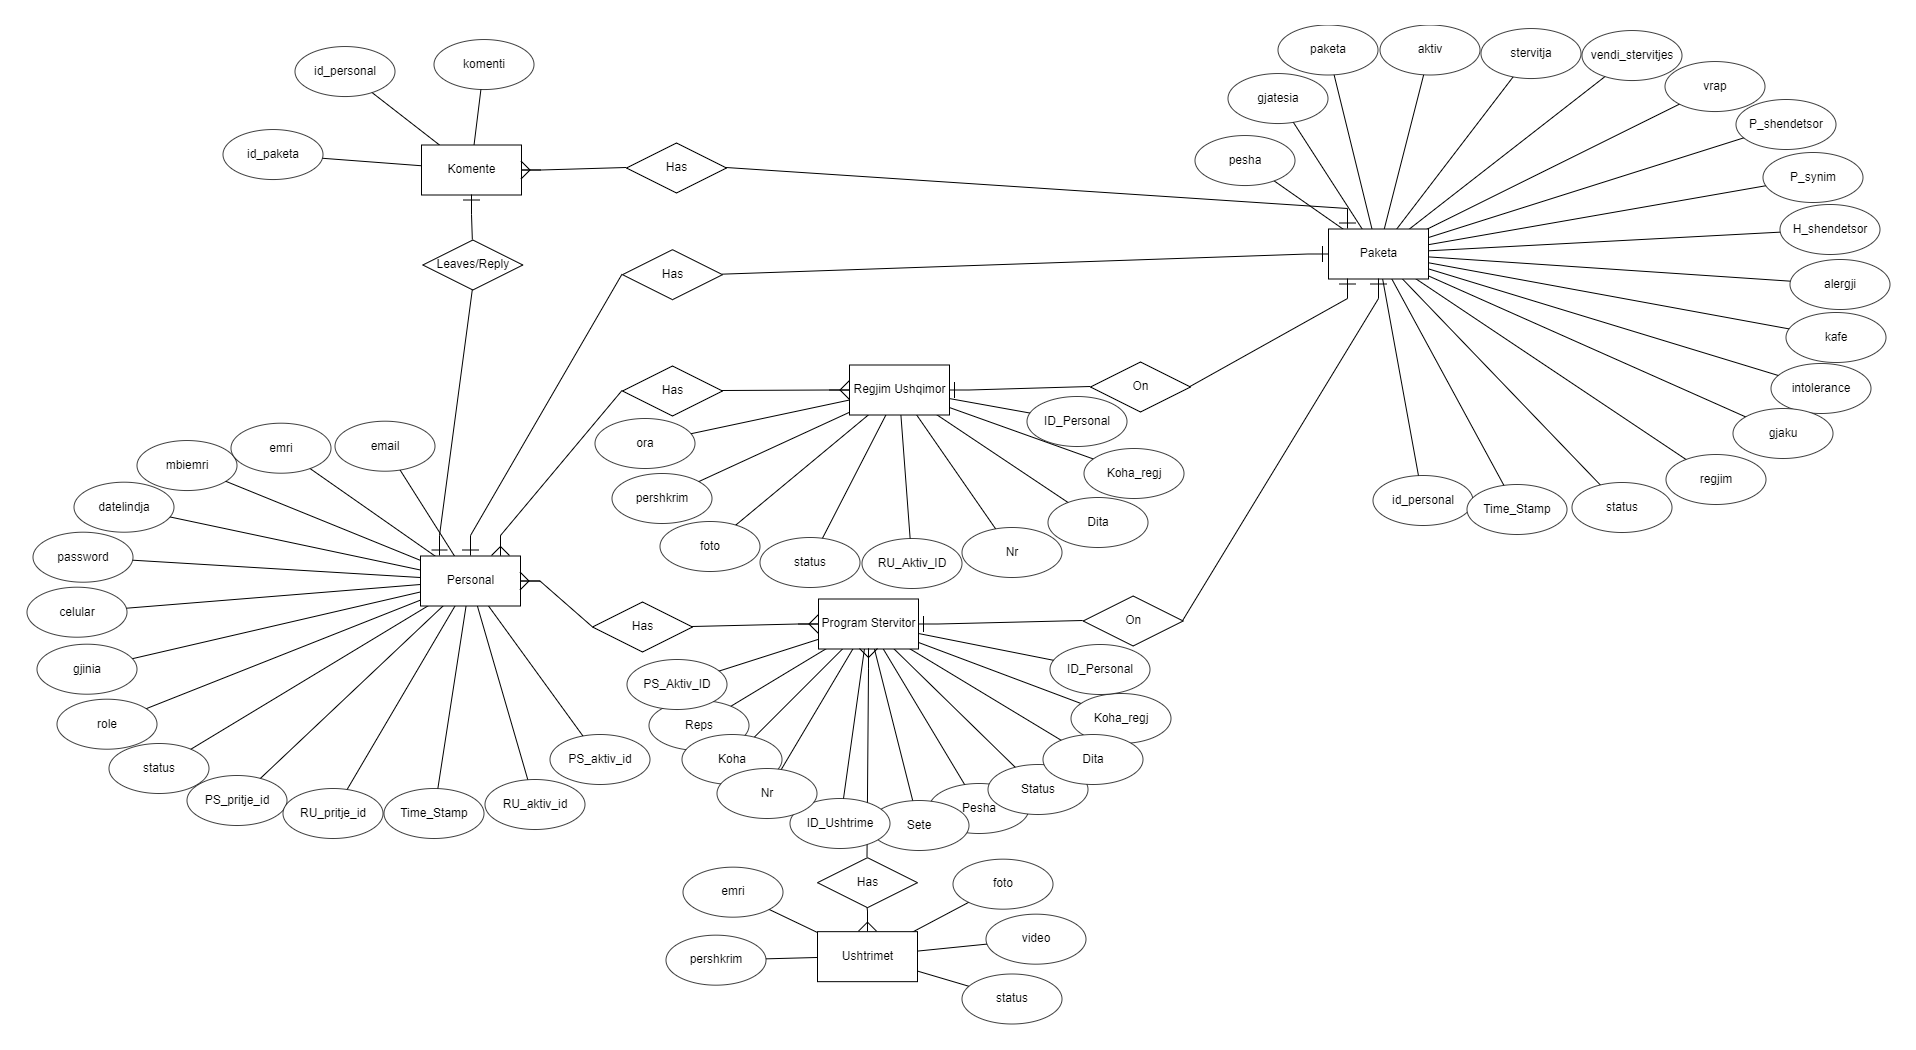 paketa
aktiv
stervitja
vendi_stervitjes
id_personal
komenti
vrap
gjatesia
P_shendetsor
id_paketa
Komente
Has
pesha
P_synim
H_shendetsor
Leaves/Reply
Has
Paketa
alergji
kafe
Has
Regjim Ushqimor
On
intolerance
ID_Personal
gjaku
ora
emri
email
mbiemri
Koha_regj
regjim
pershkrim
datelindja
id_personal
Time_Stamp
status
Dita
foto
status
RU_Aktiv_ID
Nr
password
Personal
celular
Has
Program Stervitor
On
gjinia
PS_Aktiv_ID
ID_Personal
role
Reps
Koha_regj
status
Koha
Dita
PS_aktiv_id
PS_pritje_id
RU_pritje_id
Time_Stamp
RU_aktiv_id
Nr
Status
Pesha
ID_Ushtrime
Sete
emri
Has
foto
pershkrim
Ushtrimet
video
status